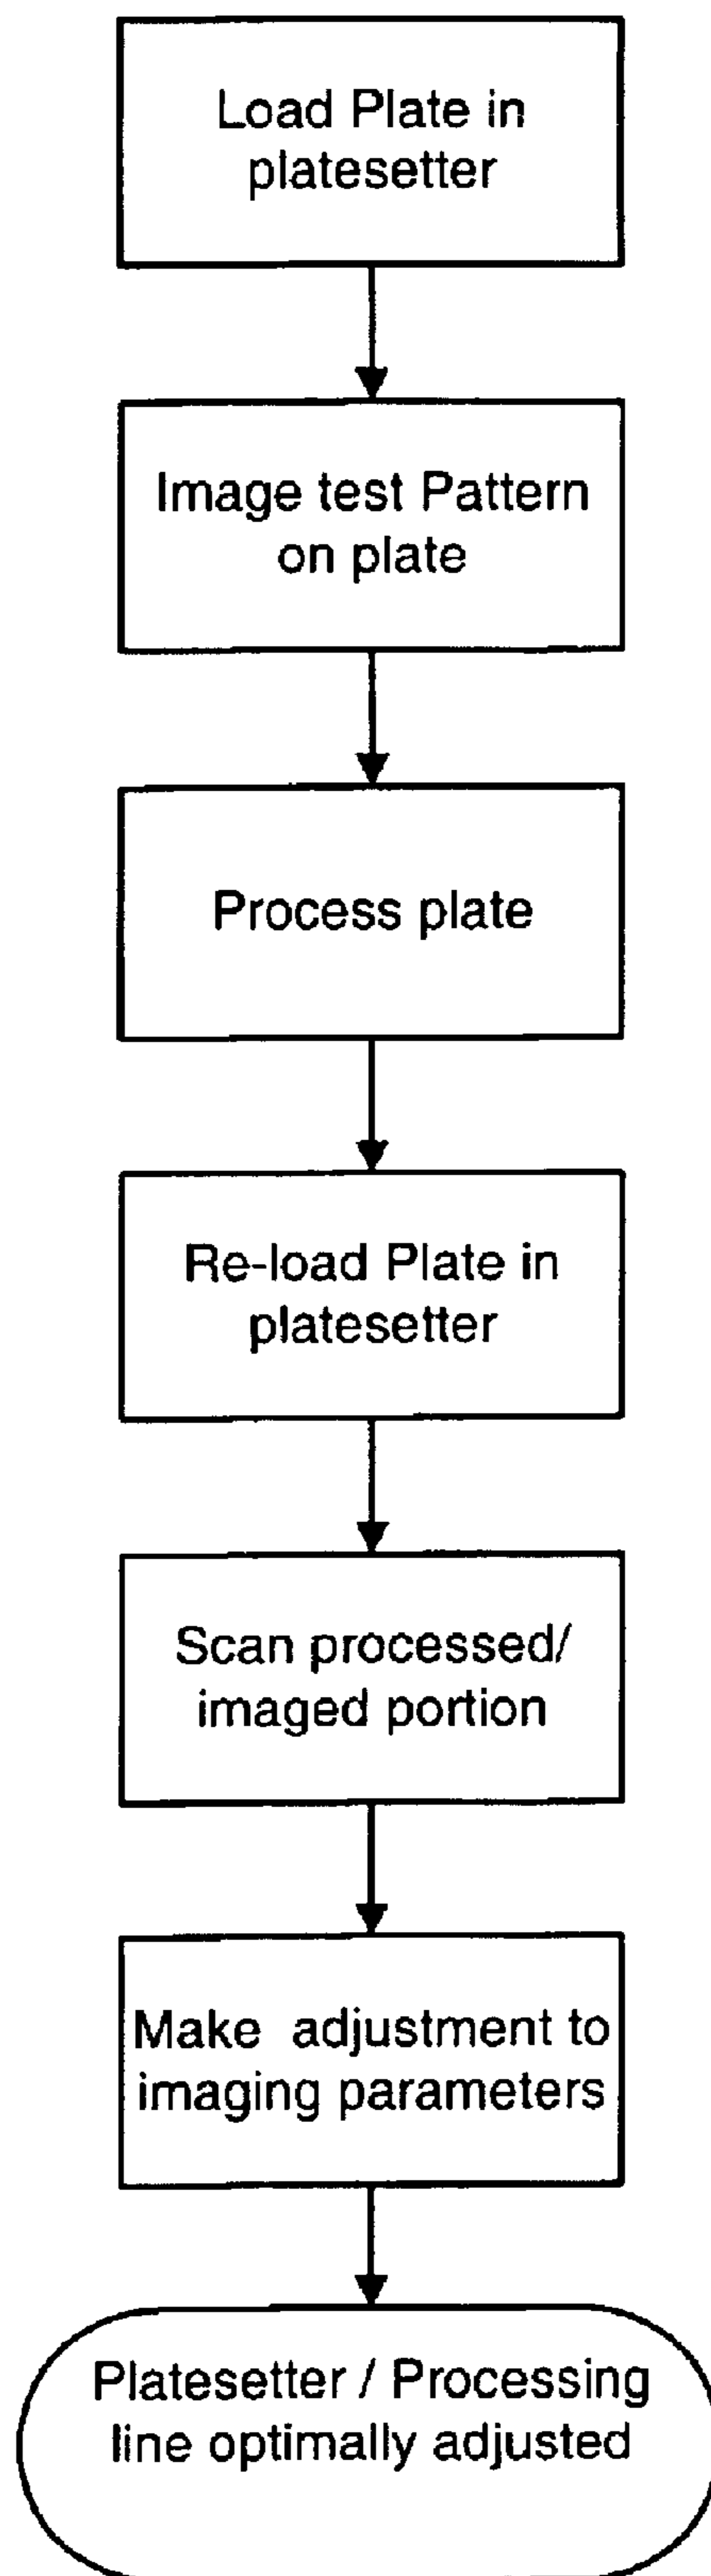 Load Plate in
platesetter
Image test Pattern
on plate
Process plate
Re-load Plate in
platesetter
Scan processed/
imaged portion
Make adjustment to
imaging parameters
Platesetter / Processing
line optimally adjusted